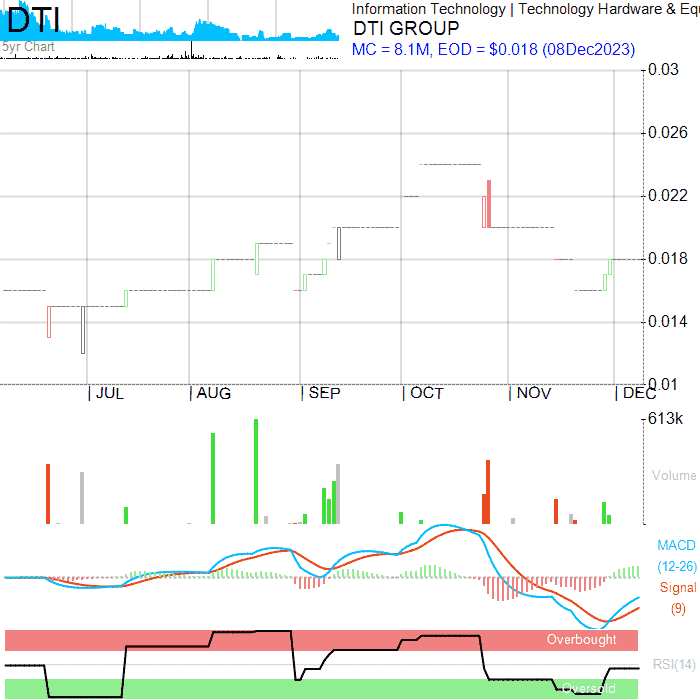 DTI
Information Technology | Technology Hardware & Equ
DTI GROUP
5yr Chart
MC = 8.1M, EOD = $0.018 (08Dec2023)
0.03
0.026
0.022
0.018
0.014
0.01
JUL
AUG
SEP
OCT
NOV
DEC
613k
Volume
MACD
(12-26)
Signal
(9)
Overbought
RSI(14)
Oversold